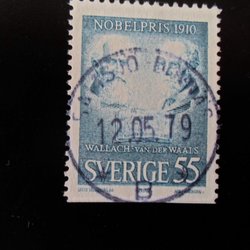 NOBELPRIS 1910
12.05.79
WALLACH · VAN DER WAALS
SVERIGE 55
B